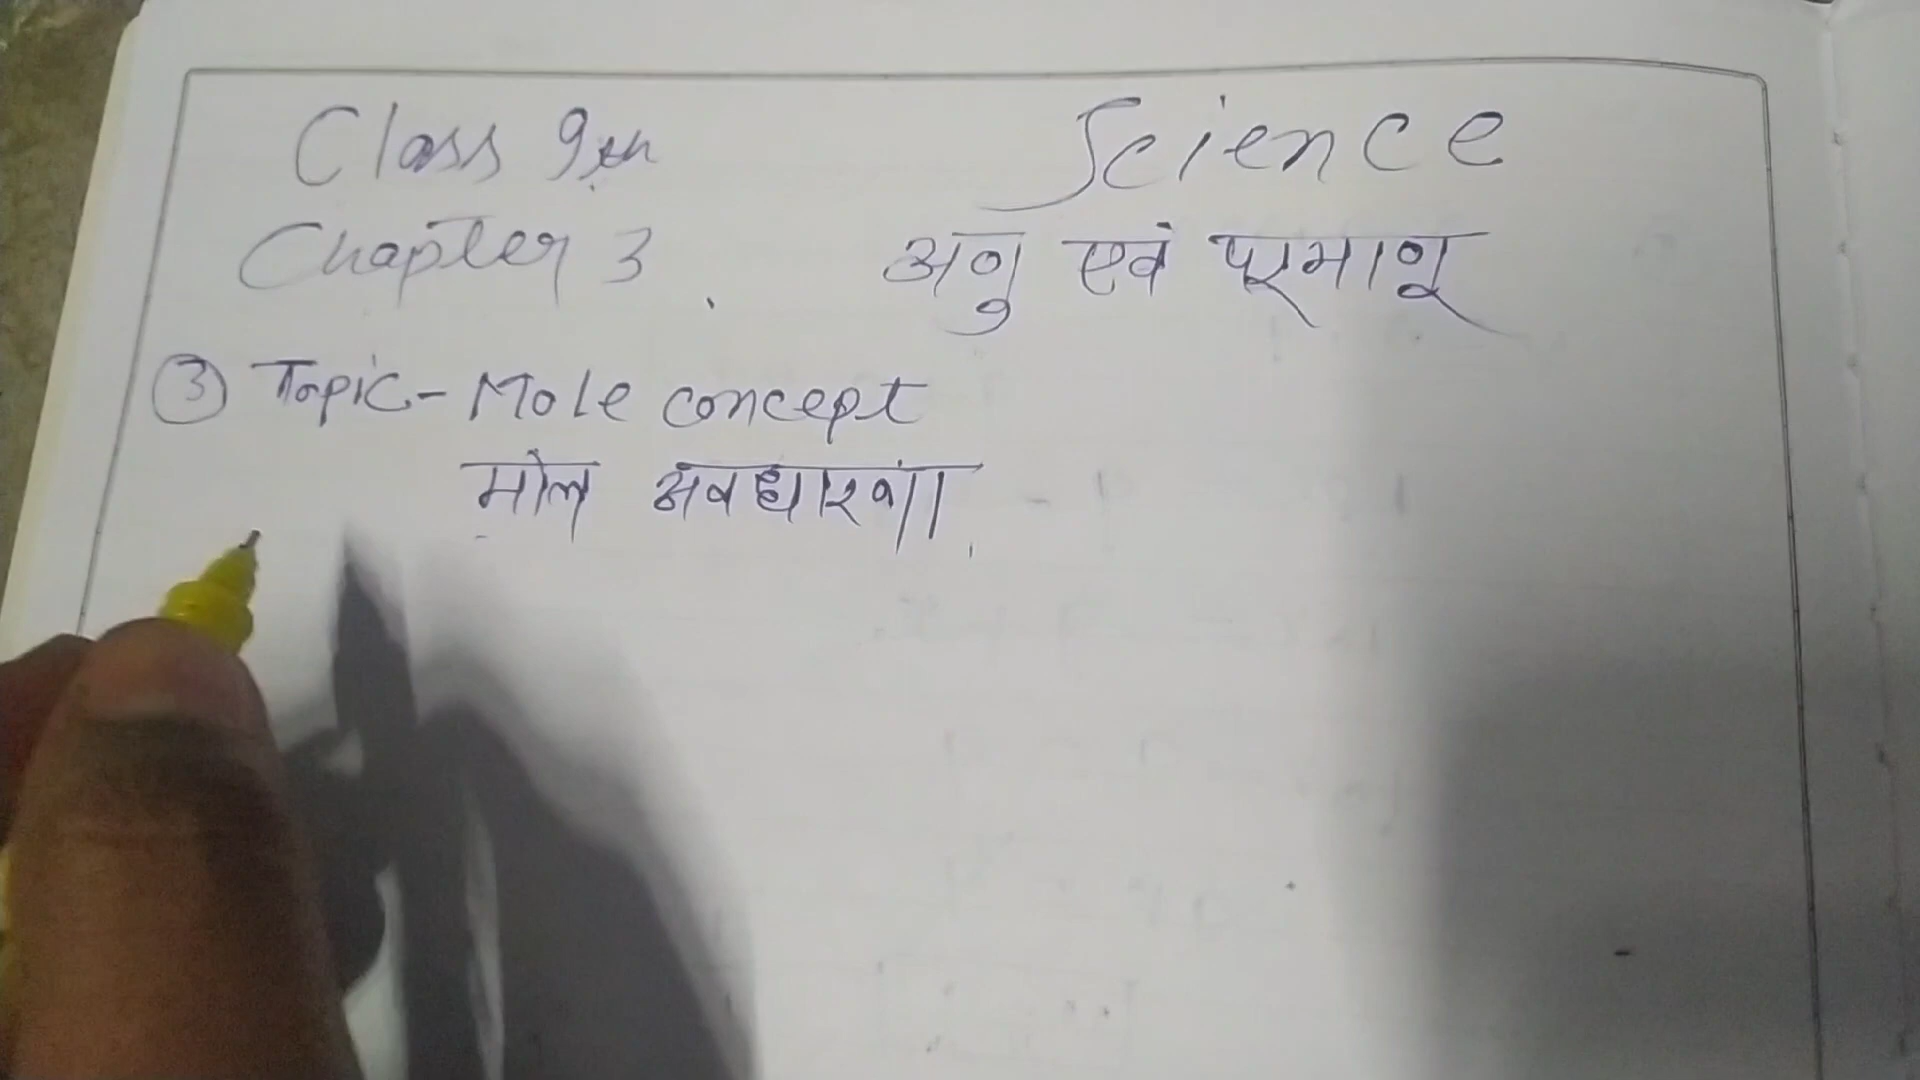 Class 9th Science
Chapter 3 अणु एवं परमाणु
③ Topic - Mole concept
मोल अवधारणा